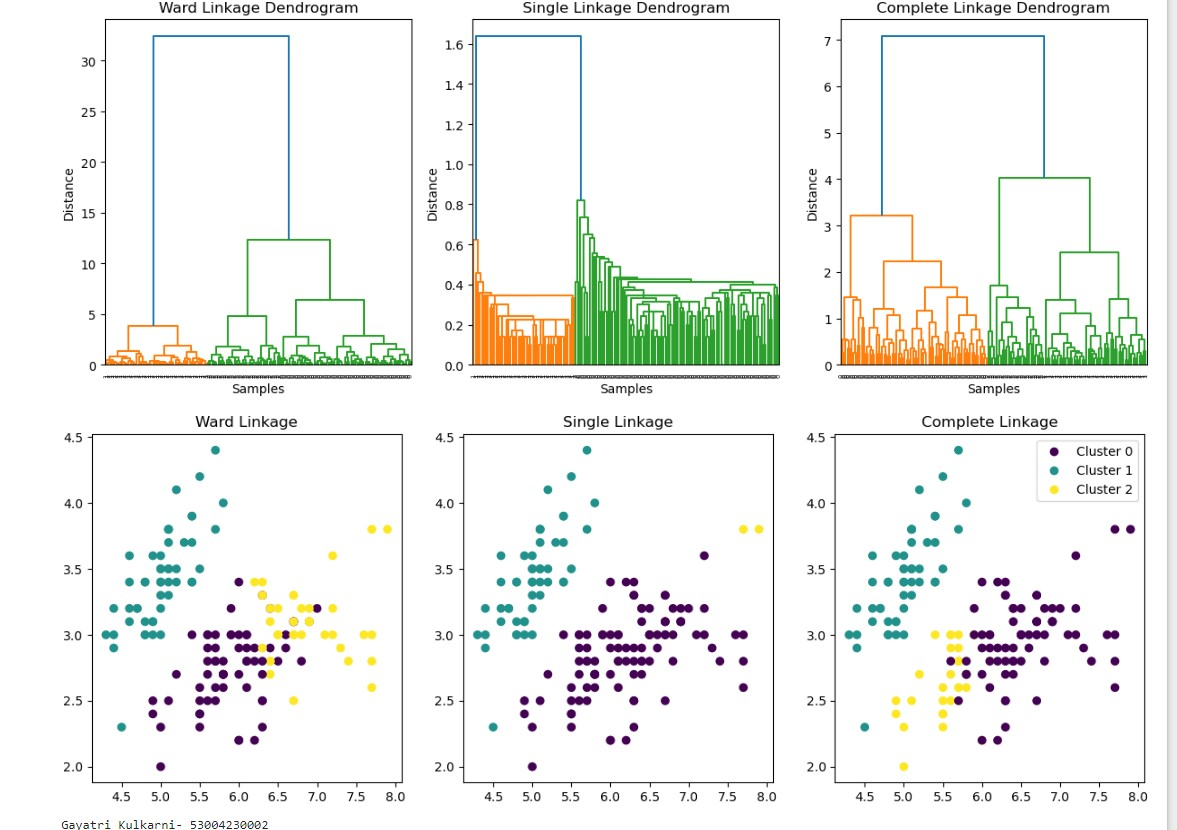 Ward Linkage Dendrogram
Single Linkage Dendrogram
Complete Linkage Dendrogram
30
25
20
15
10
5
0
Distance
Samples
1.6
1.4
1.2
1.0
0.8
0.6
0.4
0.2
0.0
Distance
Samples
7
6
5
4
3
2
1
0
Distance
Samples
Ward Linkage
4.5
4.0
3.5
3.0
2.5
2.0
4.5 5.0 5.5 6.0 6.5 7.0 7.5 8.0
Single Linkage
4.5
4.0
3.5
3.0
2.5
2.0
4.5 5.0 5.5 6.0 6.5 7.0 7.5 8.0
Complete Linkage
Cluster 0
Cluster 1
Cluster 2
4.5
4.0
3.5
3.0
2.5
2.0
4.5 5.0 5.5 6.0 6.5 7.0 7.5 8.0
Gayatri Kulkarni- 53004230002